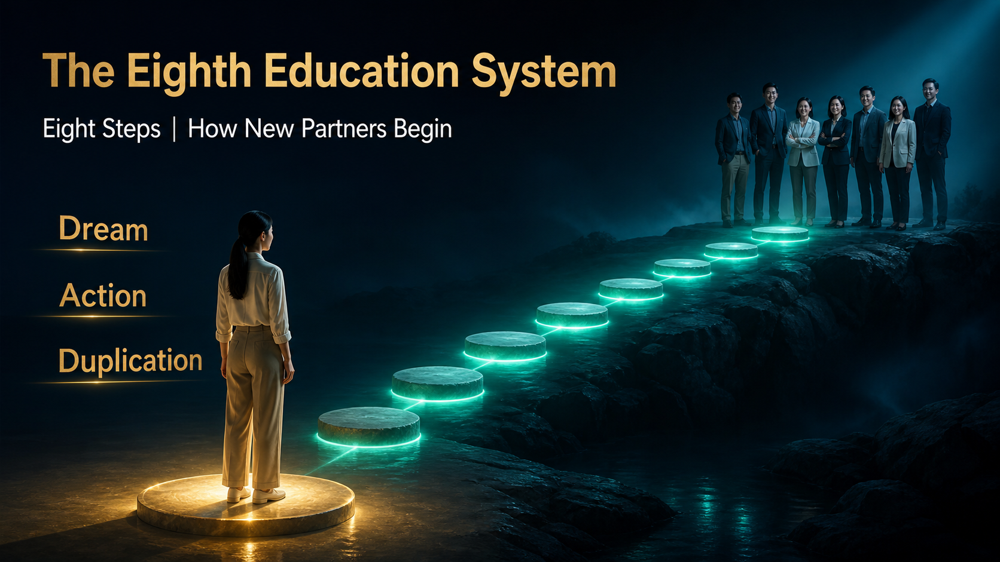 The Eighth Education System
Eight Steps | How New Partners Begin
Dream
Action
Duplication